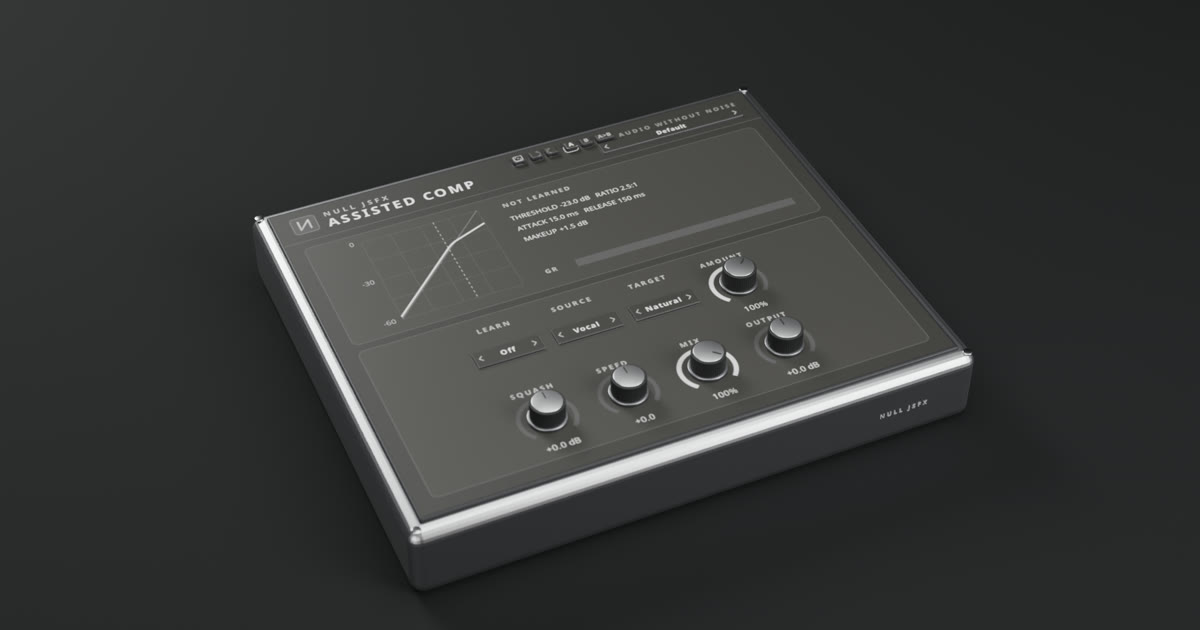 NULL JSFX
ASSISTED COMP
A
B
A>B
AUDIO WITHOUT NOISE
< Default >
NOT LEARNED
THRESHOLD -23.0 dB RATIO 2.5:1
ATTACK 15.0 ms RELEASE 150 ms
MAKEUP +1.5 dB
GR
0
-30
-60
LEARN
SOURCE
TARGET
AMOUNT
< Off >
< Vocal >
< Natural >
100%
SQUASH
SPEED
MIX
OUTPUT
+0.0 dB
+0.0
100%
+0.0 dB
NULL JSFX